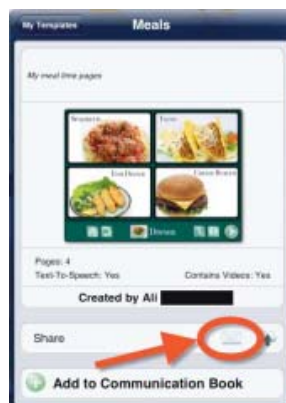 My Templates
Meals
My meal time pages
Spaghetti
Tacos
Fish Dinner
Cheese Burger
Dinner
Pages: 4
Text-To-Speech: Yes
Contains Videos: Yes
Created by Ali
Share
Add to Communication Book